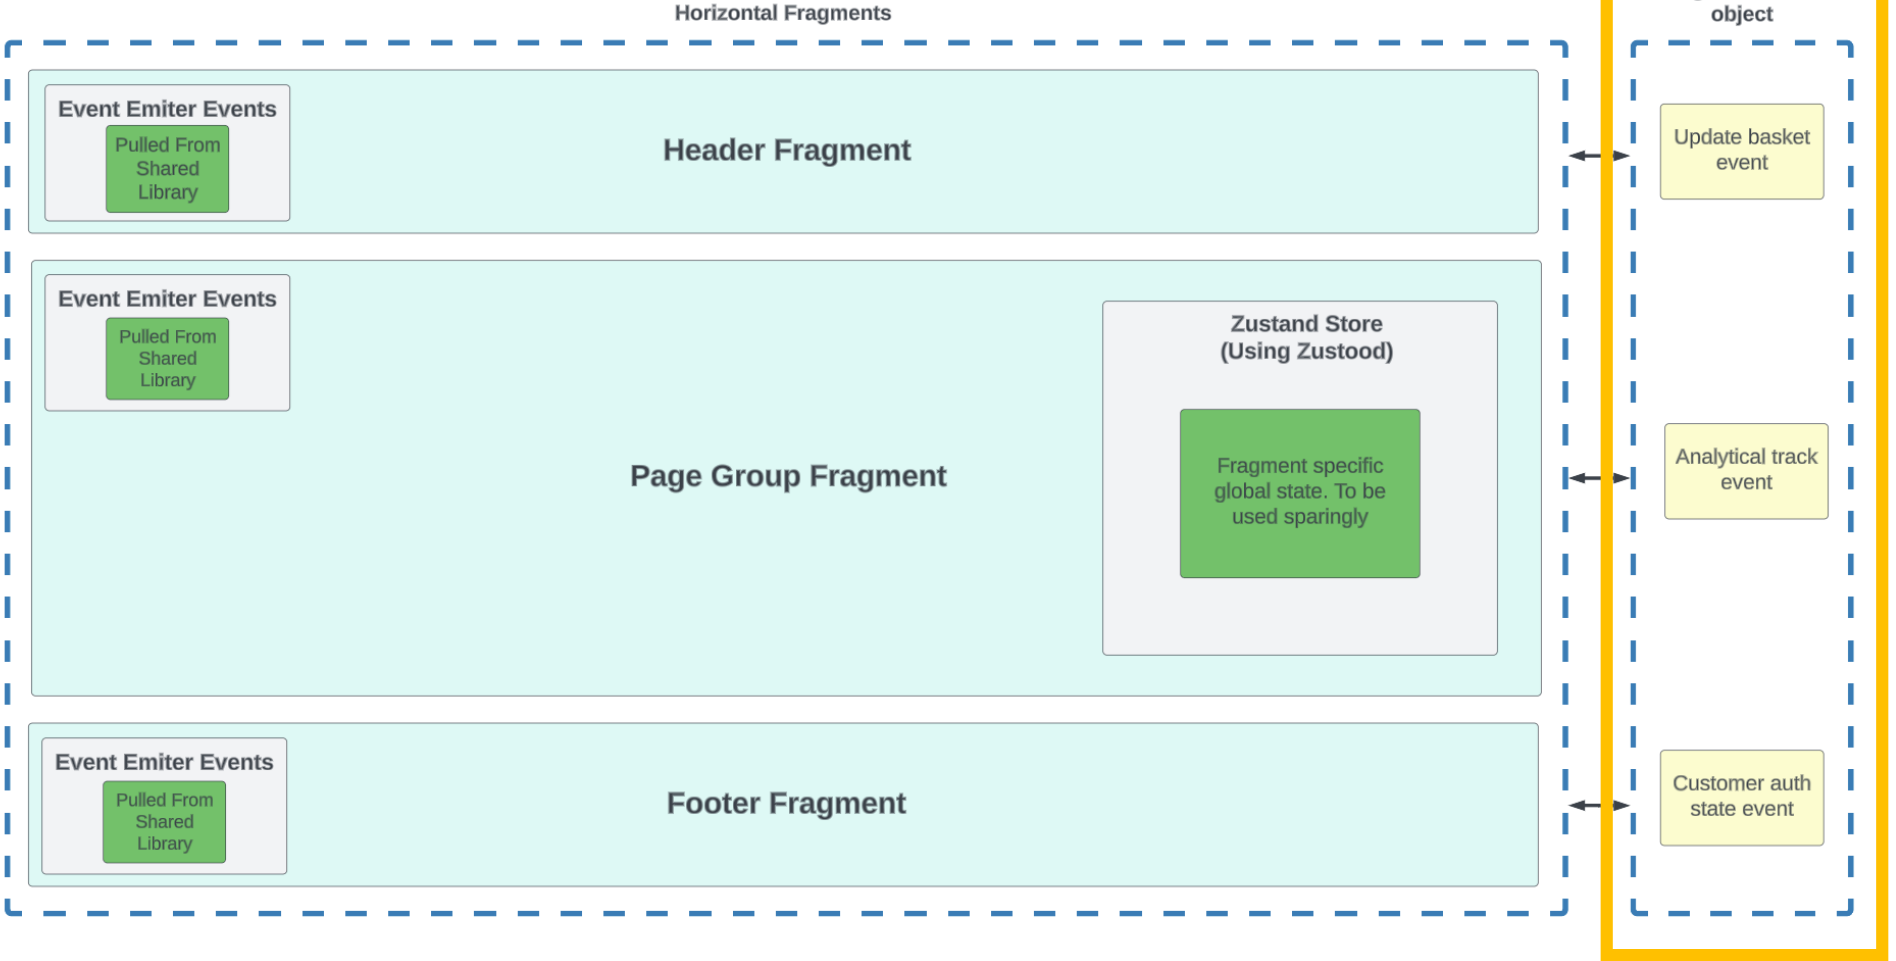 Horizontal Fragments
object
Event Emiter Events
Pulled From
Shared
Library
Header Fragment
Update basket
event
Event Emiter Events
Pulled From
Shared
Library
Page Group Fragment
Zustand Store
(Using Zustood)
Fragment specific
global state. To be
used sparingly
Analytical track
event
Event Emiter Events
Pulled From
Shared
Library
Footer Fragment
Customer auth
state event